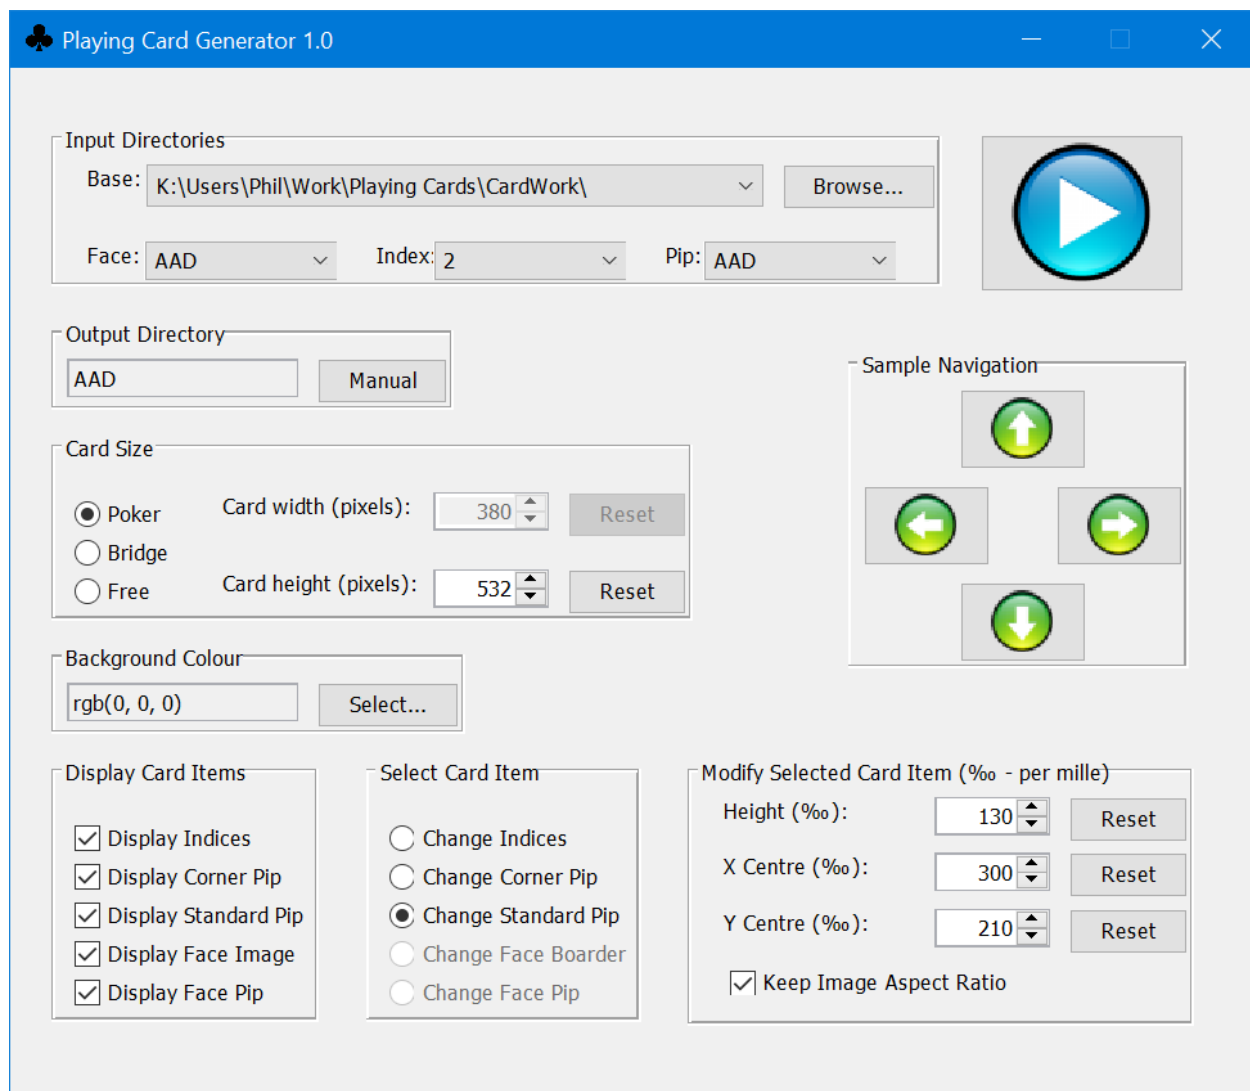 Playing Card Generator 1.0
Input Directories
Base: K:\Users\Phil\Work\Playing Cards\CardWork\ Browse...
Face: AAD Index: 2 Pip: AAD
Output Directory
AAD Manual
Sample Navigation
Card Size
Poker Card width (pixels): 380 Reset
Bridge
Free Card height (pixels): 532 Reset
Background Colour
rgb(0, 0, 0) Select...
Display Card Items
Display Indices
Display Corner Pip
Display Standard Pip
Display Face Image
Display Face Pip
Select Card Item
Change Indices
Change Corner Pip
Change Standard Pip
Change Face Boarder
Change Face Pip
Modify Selected Card Item (‰ - per mille)
Height (‰): 130 Reset
X Centre (‰): 300 Reset
Y Centre (‰): 210 Reset
Keep Image Aspect Ratio